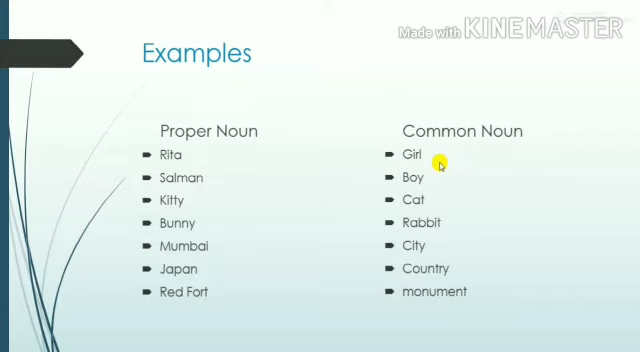 Made with KINEMASTER
Examples
Proper Noun
Rita
Salman
Kitty
Bunny
Mumbai
Japan
Red Fort
Common Noun
Girl
Boy
Cat
Rabbit
City
Country
monument